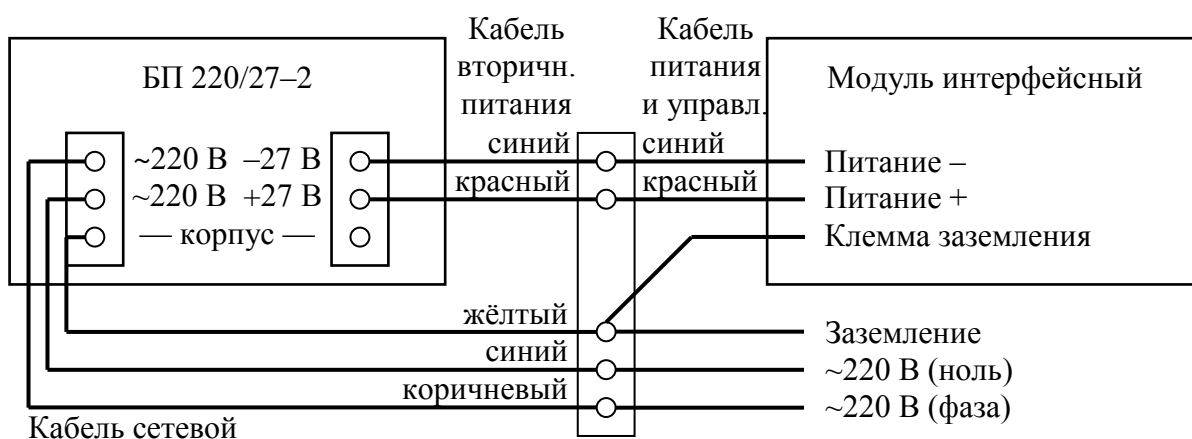 Кабель
вторичн.
питания
Кабель
питания
и управл.
БП 220/27–2
Модуль интерфейсный
~220 В –27 В
синий
синий
Питание –
~220 В +27 В
красный
красный
Питание +
— корпус —
Клемма заземления
жёлтый
Заземление
синий
~220 В (ноль)
коричневый
~220 В (фаза)
Кабель сетевой